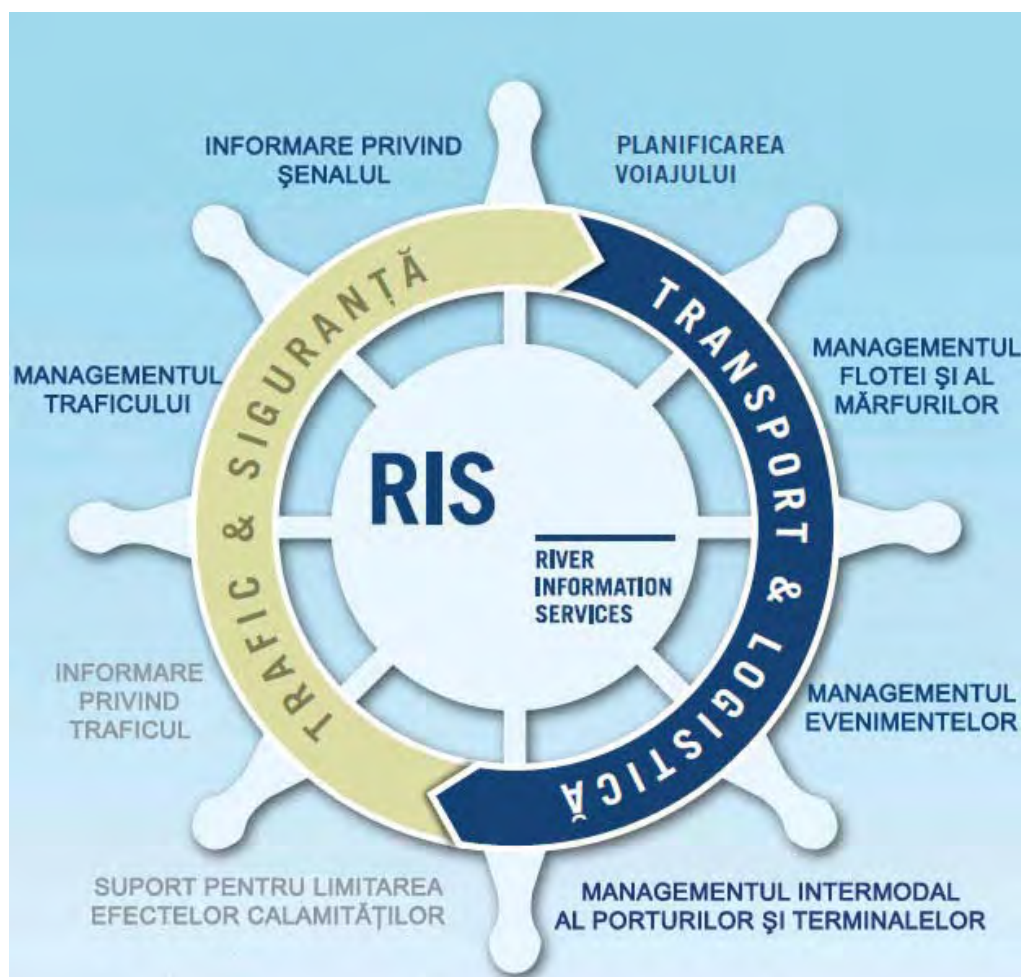 INFORMARE PRIVIND
ŞENALUL
PLANIFICAREA
VOIAJULUI
TRAFIC & SIGURANȚĂ
TRANSPORT & LOGISTICĂ
MANAGEMENTUL
TRAFICULUI
MANAGEMENTUL
FLOTEI ŞI AL
MĂRFURILOR
RIS
RIVER
INFORMATION
SERVICES
INFORMARE
PRIVIND
TRAFICUL
MANAGEMENTUL
EVENIMENTELOR
SUPORT PENTRU LIMITAREA
EFECTELOR CALAMITĂȚILOR
MANAGEMENTUL INTERMODAL
AL PORTURILOR ŞI TERMINALELOR